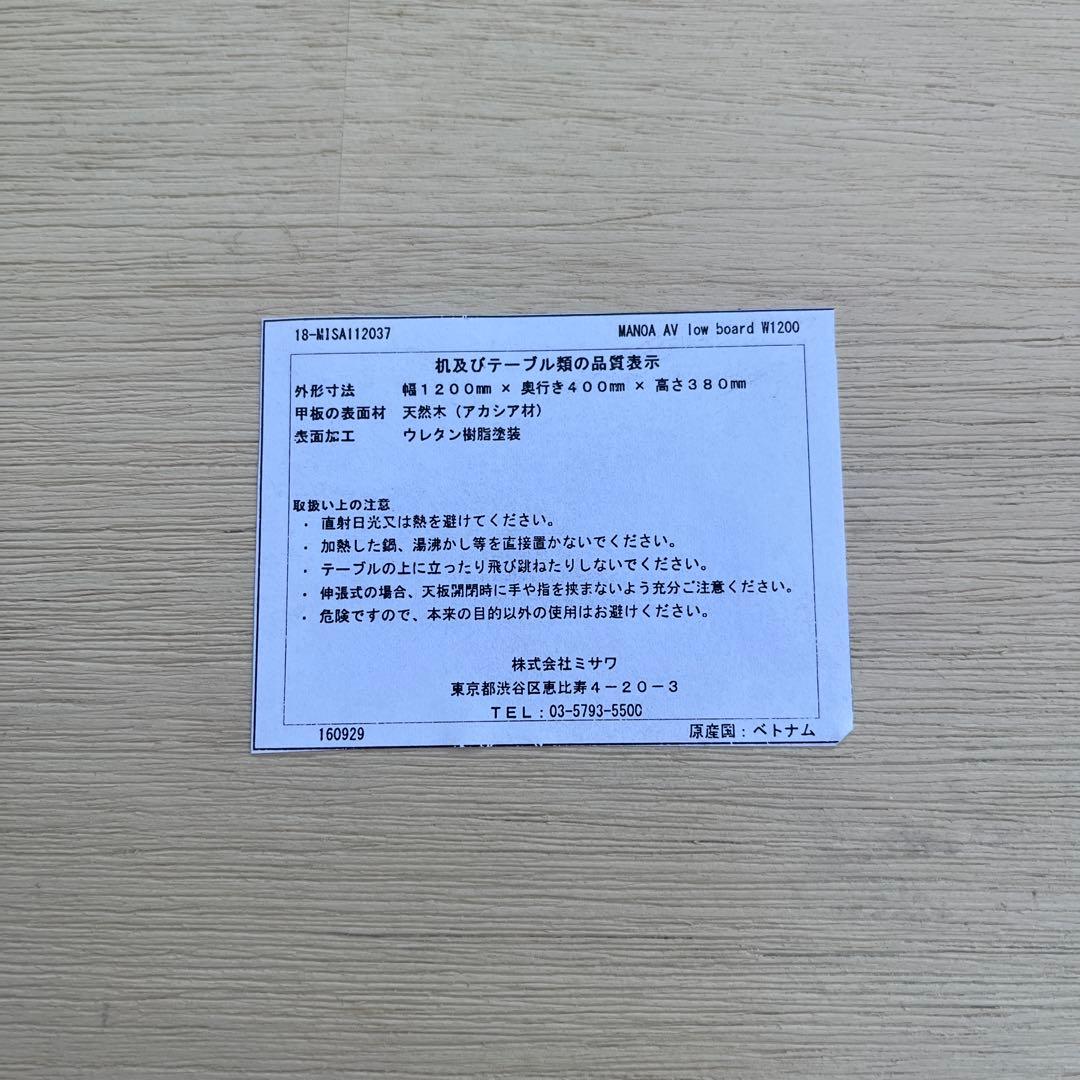 18-MISAI12037 MANOA AV low board W1200
机及びテーブル類の品質表示
外形寸法 幅1200㎜ × 奥行き400㎜ × 高さ380㎜
甲板の表面材 天然木(アカシア材)
表面加工 ウレタン樹脂塗装
取扱い上の注意
・ 直射日光又は熱を避けてください。
・ 加熱した鍋、湯沸かし等を直接置かないでください。
・ テーブルの上に立ったり飛び跳ねたりしないでください。
・ 伸張式の場合、天板開閉時に手や指を挟まないよう充分ご注意ください。
・ 危険ですので、本来の目的以外の使用はお避けください。
株式会社ミサワ
東京都渋谷区恵比寿4-20-3
TEL:03-5793-5500
160929 原産国:ベトナム